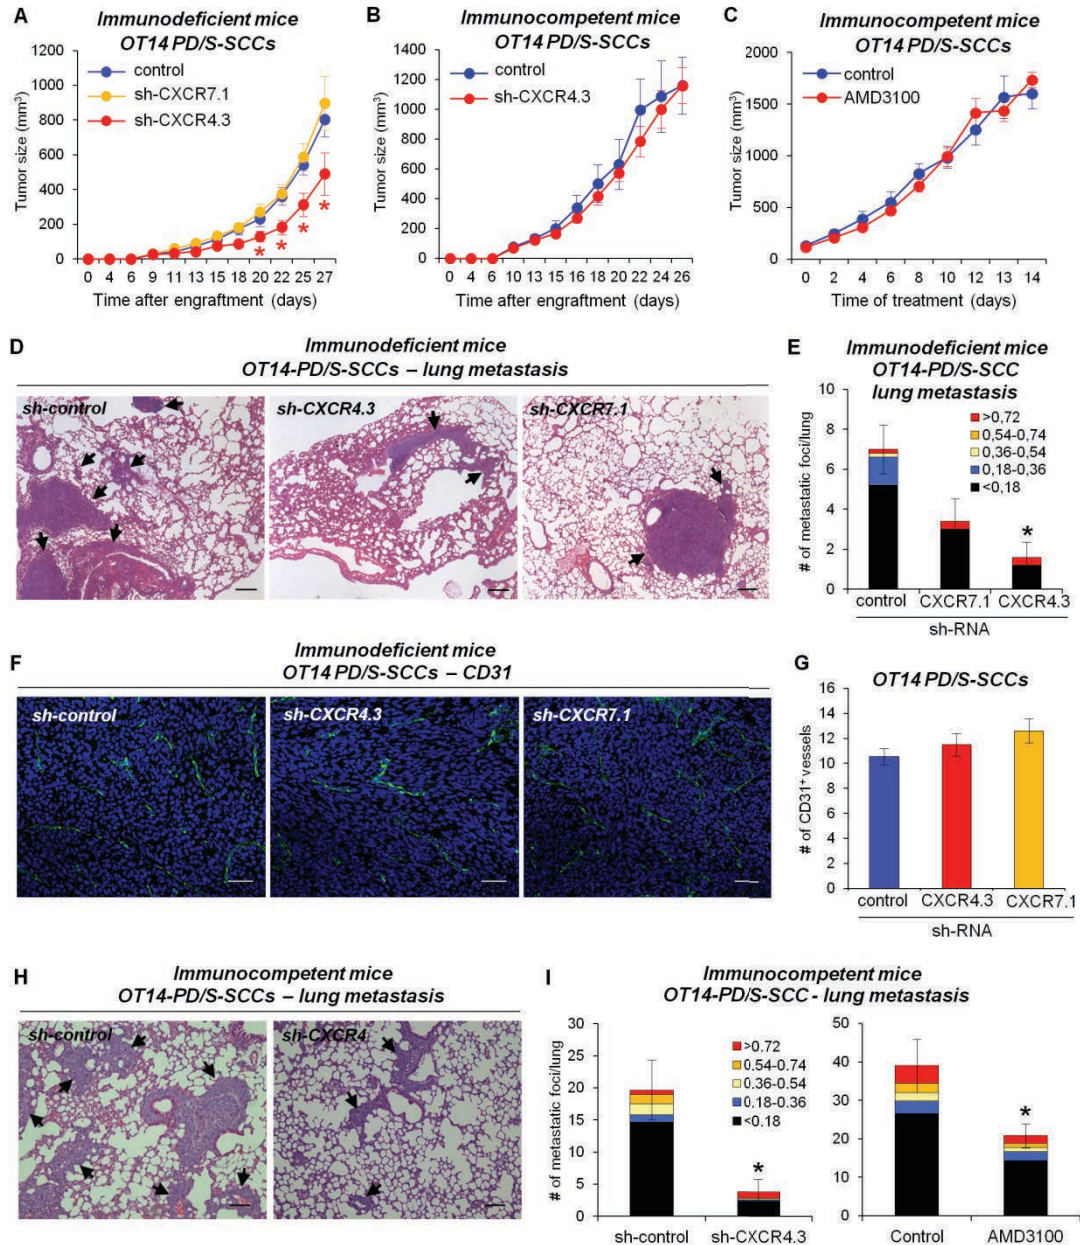 A
Immunodeficient mice
OT14 PD/S-SCCs
control
sh-CXCR7.1
sh-CXCR4.3
Tumor size (mm³)
1200
1000
800
600
400
200
0
* * * *
0 4 6 9 11 13 15 18 20 22 25 27
Time after engraftment (days)
B
Immunocompetent mice
OT14 PD/S-SCCs
control
sh-CXCR4.3
Tumor size (mm³)
1400
1200
1000
800
600
400
200
0
0 4 6 10 13 15 16 18 20 22 24 26
Time after engraftment (days)
C
Immunocompetent mice
OT14 PD/S-SCCs
control
AMD3100
Tumor size (mm³)
2000
1500
1000
500
0
0 2 4 6 8 10 12 13 14
Time of treatment (days)
D
Immunodeficient mice
OT14-PD/S-SCCs – lung metastasis
sh-control
sh-CXCR4.3
sh-CXCR7.1
E
Immunodeficient mice
OT14-PD/S-SCC
lung metastasis
# of metastatic foci/lung
10
8
6
4
2
0
>0,72
0,54-0,74
0,36-0,54
0,18-0,36
<0,18
*
control CXCR7.1 CXCR4.3
sh-RNA
F
Immunodeficient mice
OT14 PD/S-SCCs – CD31
sh-control
sh-CXCR4.3
sh-CXCR7.1
G
OT14 PD/S-SCCs
# of CD31⁺ vessels
16
14
12
10
8
6
4
2
0
control CXCR4.3 CXCR7.1
sh-RNA
H
Immunocompetent mice
OT14-PD/S-SCCs – lung metastasis
sh-control
sh-CXCR4
I
Immunocompetent mice
OT14-PD/S-SCC - lung metastasis
# of metastatic foci/lung
30
25
20
15
10
5
0
>0.72
0.54-0.74
0.36-0.54
0.18-0.36
<0.18
*
sh-control sh-CXCR4.3
50
40
30
20
10
0
*
Control AMD3100